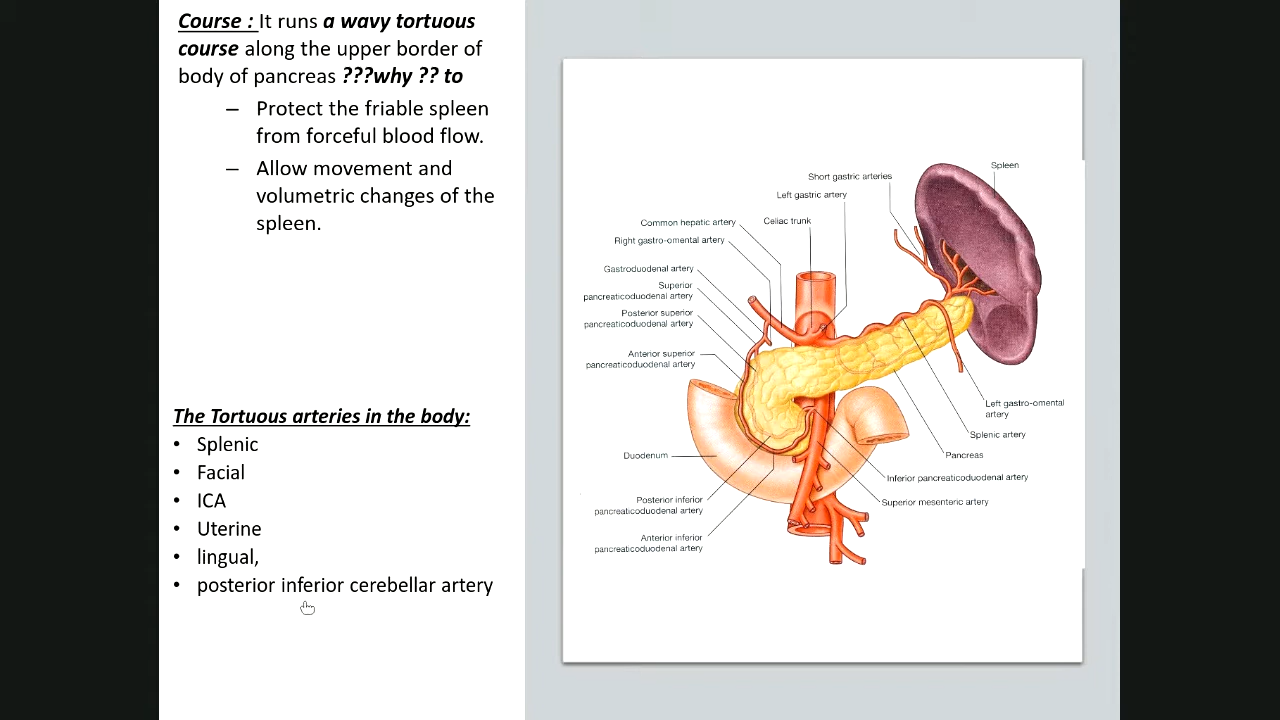 Course : It runs a wavy tortuous
course along the upper border of
body of pancreas ???why ?? to
– Protect the friable spleen
from forceful blood flow.
– Allow movement and
volumetric changes of the
spleen.
The Tortuous arteries in the body:
• Splenic
• Facial
• ICA
• Uterine
• lingual,
• posterior inferior cerebellar artery
Spleen
Short gastric arteries
Left gastric artery
Common hepatic artery
Celiac trunk
Right gastro-omental artery
Gastroduodenal artery
Superior
pancreaticoduodenal artery
Posterior superior
pancreaticoduodenal artery
Anterior superior
pancreaticoduodenal artery
Left gastro-omental
artery
Splenic artery
Pancreas
Duodenum
Inferior pancreaticoduodenal artery
Superior mesenteric artery
Posterior inferior
pancreaticoduodenal artery
Anterior inferior
pancreaticoduodenal artery